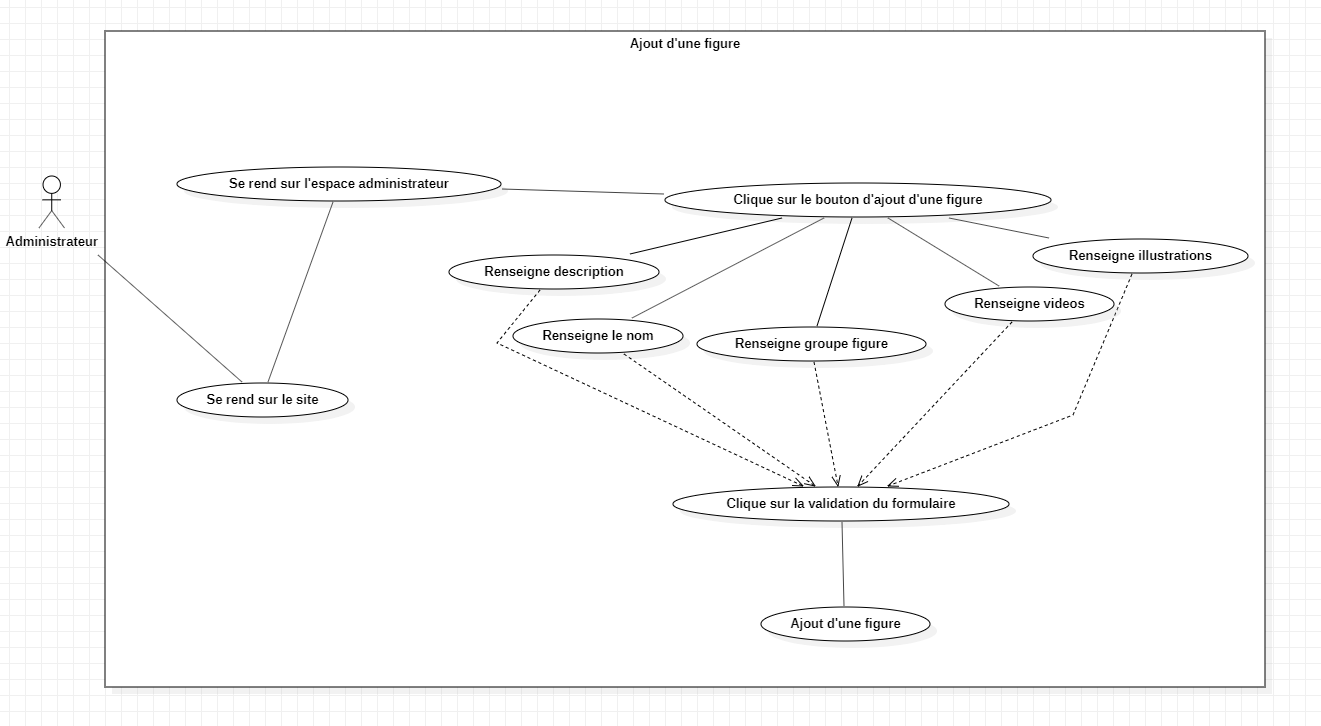 Ajout d'une figure
Se rend sur l'espace administrateur
Clique sur le bouton d'ajout d'une figure
Administrateur
Renseigne description
Renseigne illustrations
Renseigne videos
Renseigne le nom
Renseigne groupe figure
Se rend sur le site
Clique sur la validation du formulaire
Ajout d'une figure